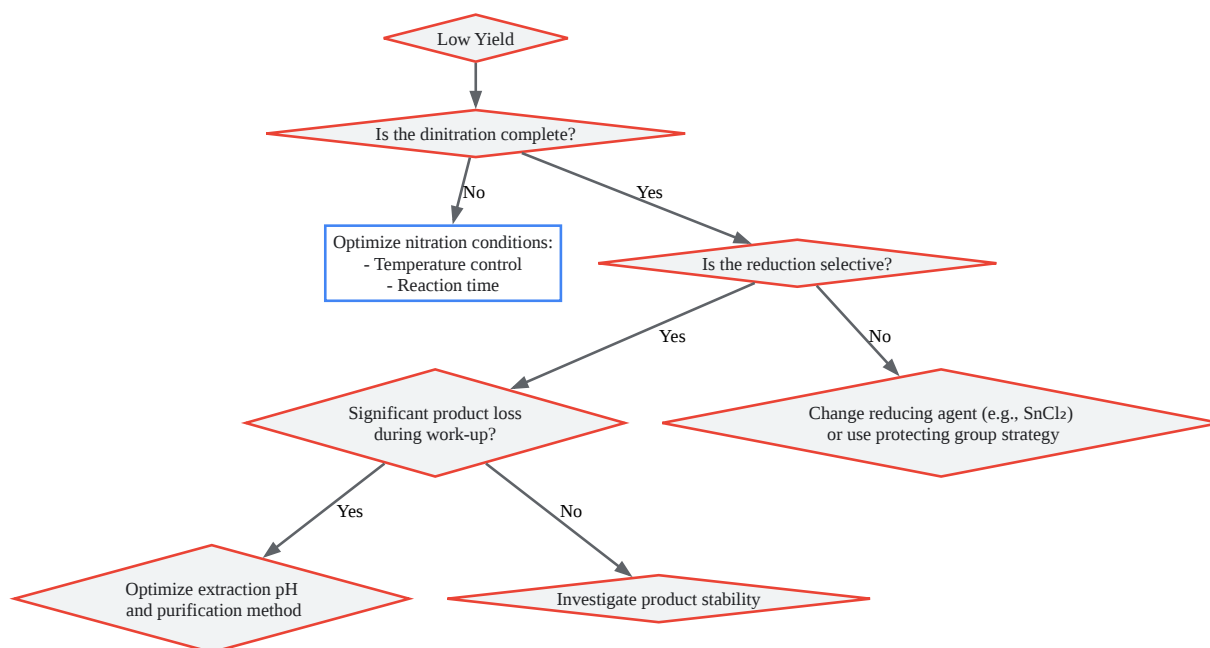 Low Yield
Is the dinitration complete?
No
Yes
Optimize nitration conditions:
- Temperature control
- Reaction time
Is the reduction selective?
Yes
No
Significant product loss
during work-up?
Change reducing agent (e.g., SnCl₂)
or use protecting group strategy
Yes
No
Optimize extraction pH
and purification method
Investigate product stability